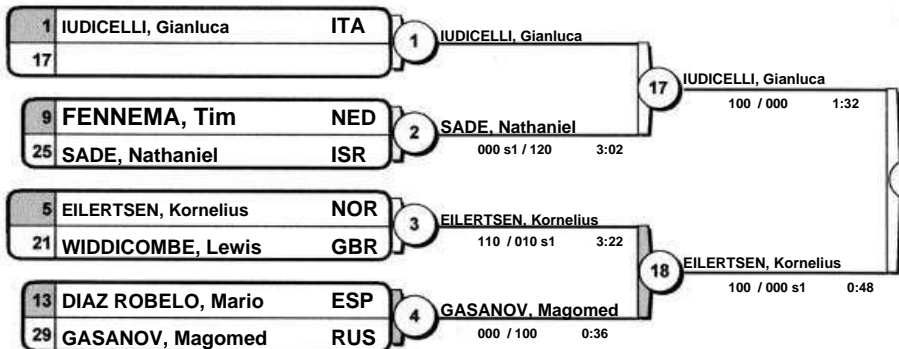 1 IUDICELLI, Gianluca ITA
17
1
IUDICELLI, Gianluca
9 FENNEMA, Tim NED
25 SADE, Nathaniel ISR
2
SADE, Nathaniel
000 s1 / 120 3:02
17
IUDICELLI, Gianluca
100 / 000 1:32
5 EILERTSEN, Kornelius NOR
21 WIDDICOMBE, Lewis GBR
3
EILERTSEN, Kornelius
110 / 010 s1 3:22
13 DIAZ ROBELO, Mario ESP
29 GASANOV, Magomed RUS
4
GASANOV, Magomed
000 / 100 0:36
18
EILERTSEN, Kornelius
100 / 000 s1 0:48